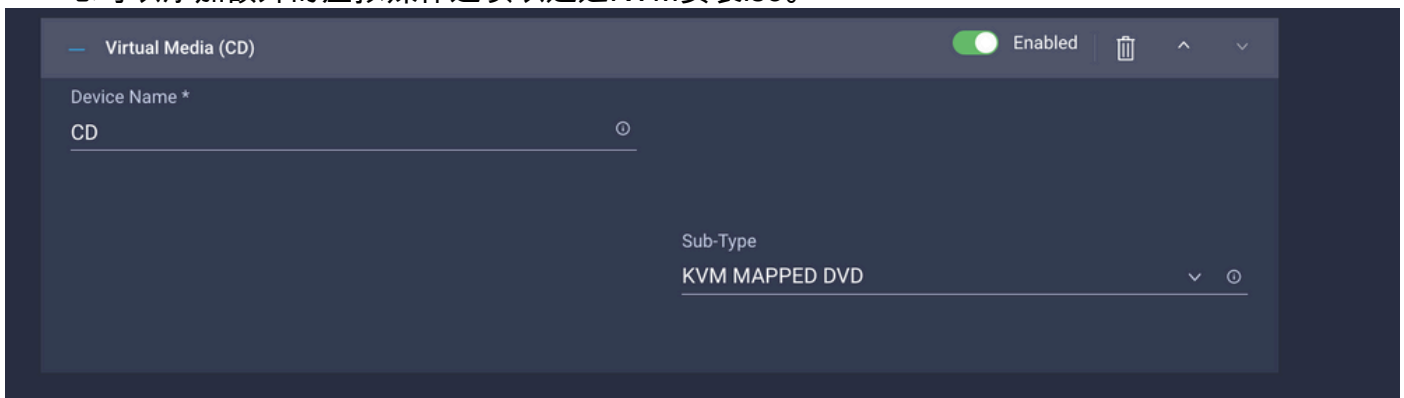 Virtual Media (CD)
Enabled
Device Name *
CD
Sub-Type
KVM MAPPED DVD